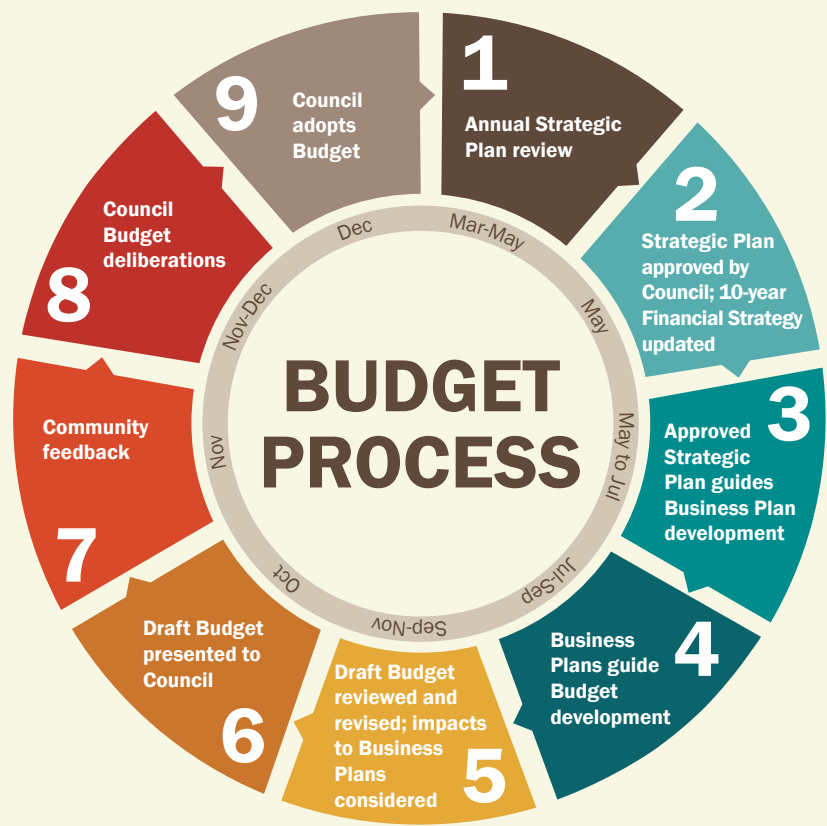 1
Annual Strategic
Plan review
2
Strategic Plan
approved by
Council; 10-year
Financial Strategy
updated
3
Approved
Strategic
Plan guides
Business Plan
development
4
Business
Plans guide
Budget
development
5
Draft Budget
reviewed and
revised; impacts
to Business
Plans
considered
6
Draft Budget
presented to
Council
7
Community
feedback
8
Council
Budget
deliberations
9
Council
adopts
Budget
Mar-May
May
May to Jul
Jul-Sep
Sep-Nov
Oct
Nov
Nov-Dec
Dec
BUDGET
PROCESS